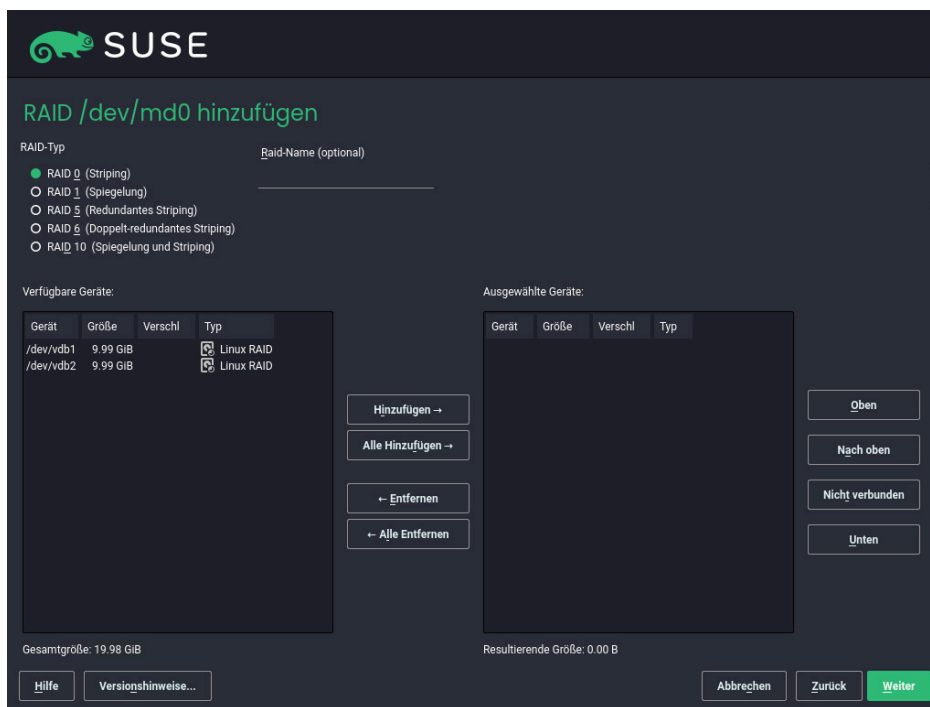 SUSE
RAID /dev/md0 hinzufügen
RAID-Typ
Raid-Name (optional)
RAID 0 (Striping)
RAID 1 (Spiegelung)
RAID 5 (Redundantes Striping)
RAID 6 (Doppelt-redundantes Striping)
RAID 10 (Spiegelung und Striping)
Verfügbare Geräte:
Gerät Größe Verschl Typ
/dev/vdb1 9.99 GiB Linux RAID
/dev/vdb2 9.99 GiB Linux RAID
Gesamtgröße: 19.98 GiB
Hinzufügen →
Alle Hinzufügen →
← Entfernen
← Alle Entfernen
Ausgewählte Geräte:
Gerät Größe Verschl Typ
Resultierende Größe: 0.00 B
Oben
Nach oben
Nicht verbunden
Unten
Hilfe Versionshinweise... Abbrechen Zurück Weiter